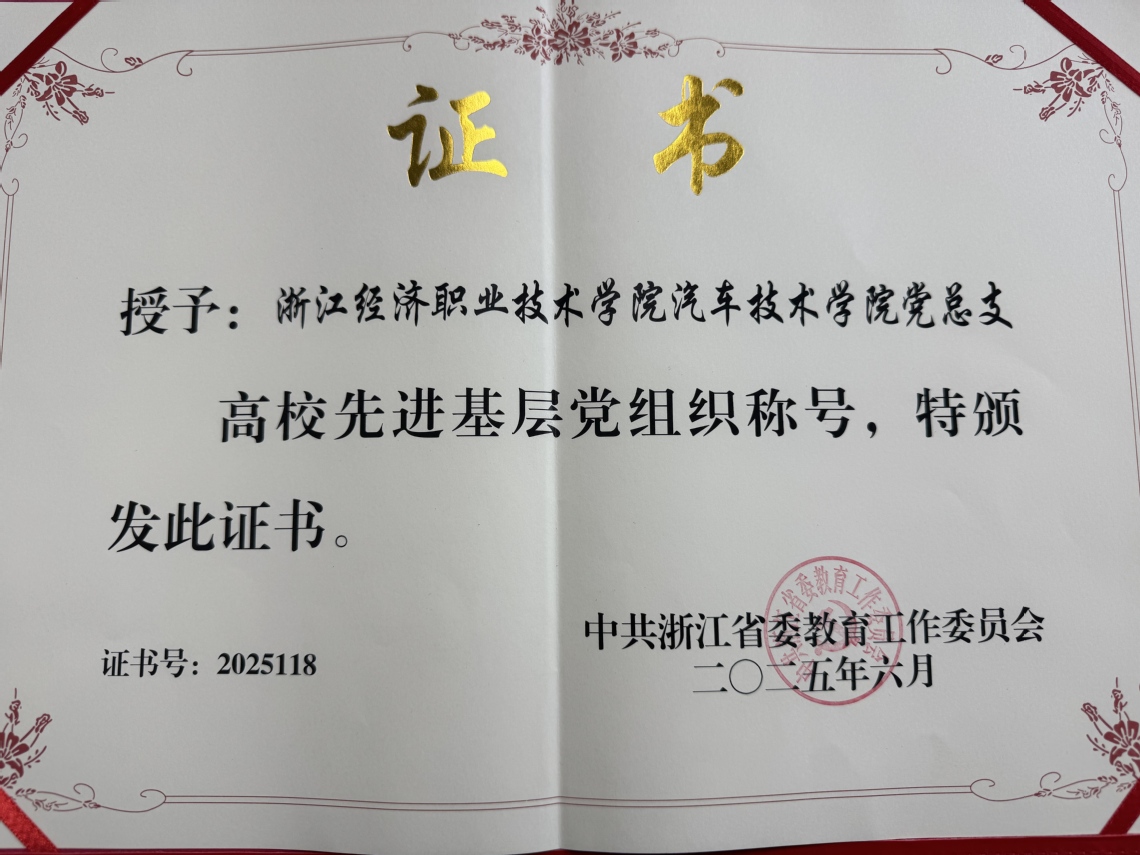 证书
授予：浙江经济职业技术学院汽车技术学院党总支
高校先进基层党组织称号，特颁
发此证书。
中共浙江省委教育工作委员会
证书号：2025118
二〇二五年六月